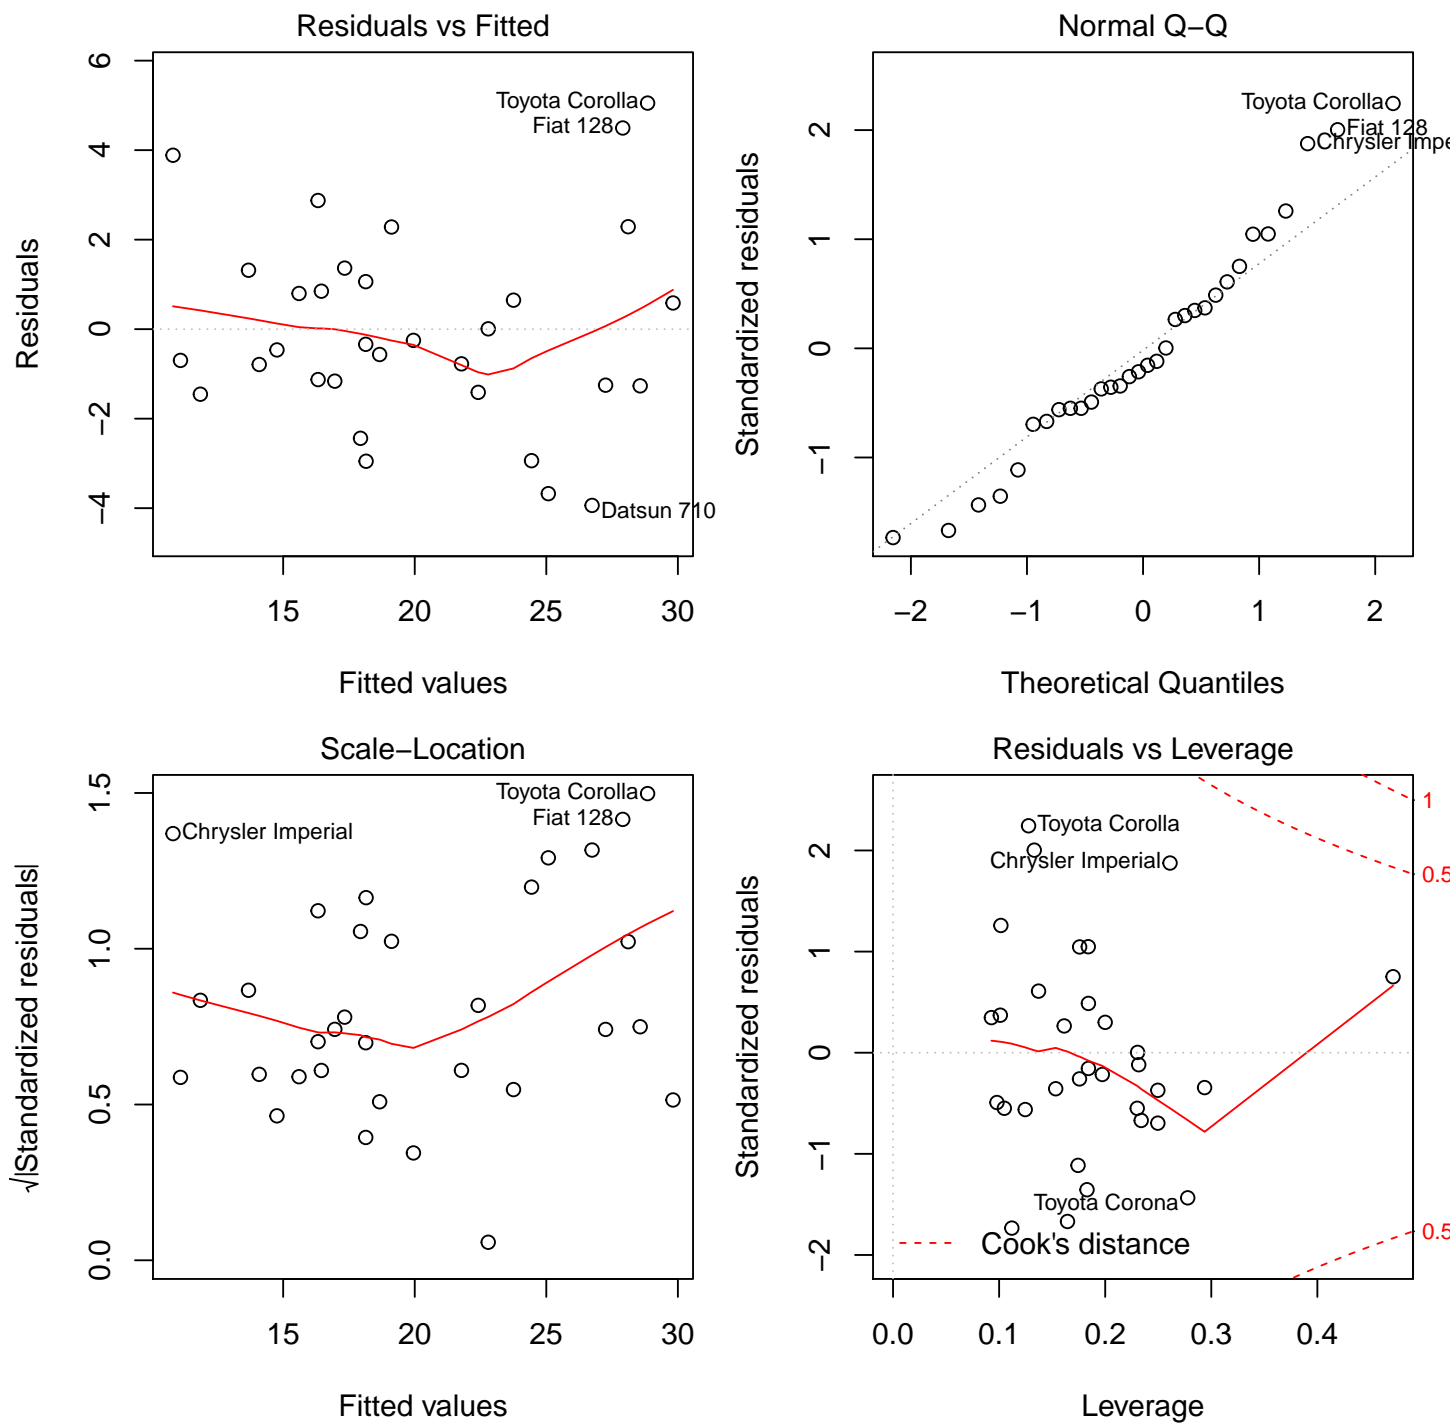 Residuals vs Fitted
6
4
2
0
−2
−4
Residuals
Toyota Corolla
Fiat 128
Datsun 710
15 20 25 30
Fitted values
Normal Q−Q
2
1
0
−1
Standardized residuals
Toyota Corolla
Fiat 128
Chrysler Impe
−2 −1 0 1 2
Theoretical Quantiles
Scale−Location
1.5
1.0
0.5
0.0
√|Standardized residuals|
Toyota Corolla
Fiat 128
Chrysler Imperial
15 20 25 30
Fitted values
Residuals vs Leverage
2
1
0
−1
−2
Standardized residuals
1
0.5
0.5
Toyota Corolla
Chrysler Imperial
Toyota Corona
Cook's distance
0.0 0.1 0.2 0.3 0.4
Leverage